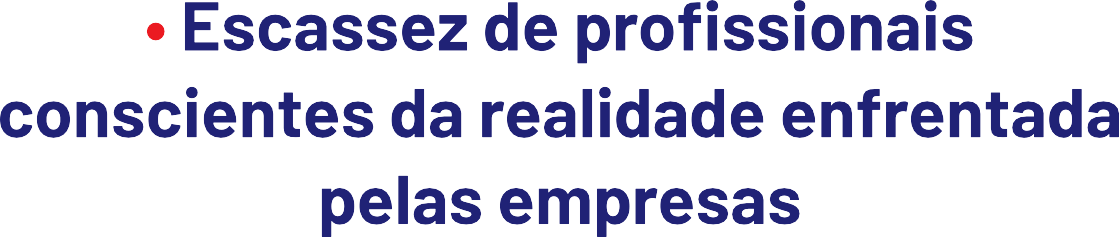 • Escassez de profissionais
conscientes da realidade enfrentada
pelas empresas